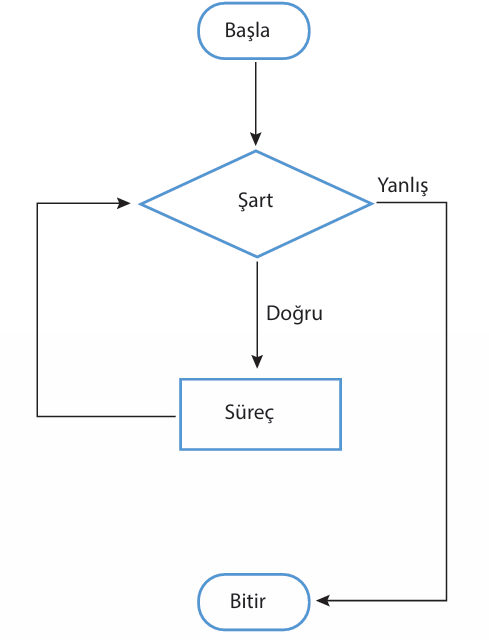 Başla
Şart
Yanlış
Doğru
Süreç
Bitir